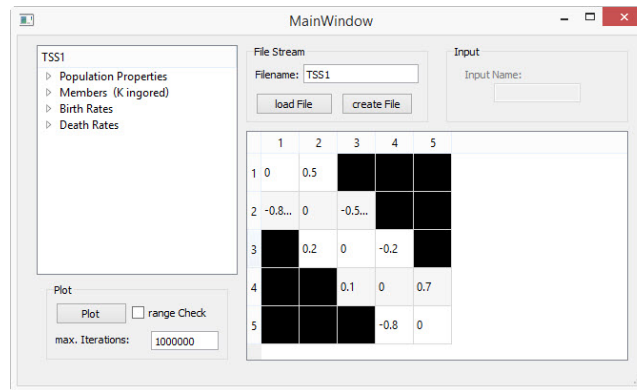 MainWindow
TSS1
Population Properties
Members (K ingored)
Birth Rates
Death Rates
File Stream
Filename: TSS1
load File create File
Input
Input Name:
1 2 3 4 5
1 0 0.5
2 -0.8... 0 -0.5...
3 0.2 0 -0.2
4 0.1 0 0.7
5 -0.8 0
Plot
Plot range Check
max. Iterations: 1000000